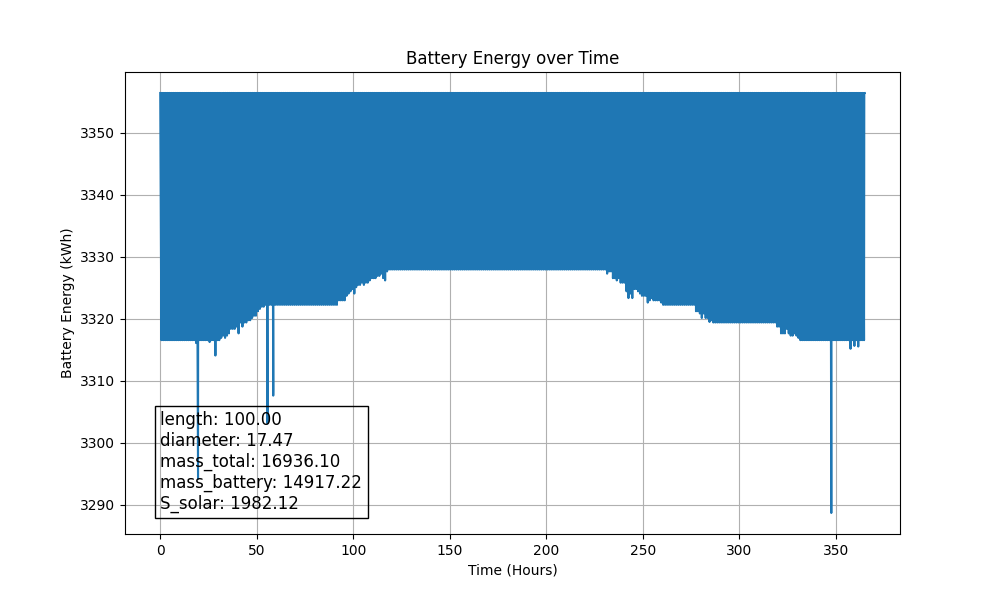 Battery Energy over Time
Battery Energy (kWh)
3350
3340
3330
3320
3310
3300
3290
length: 100.00
diameter: 17.47
mass_total: 16936.10
mass_battery: 14917.22
S_solar: 1982.12
0 50 100 150 200 250 300 350
Time (Hours)